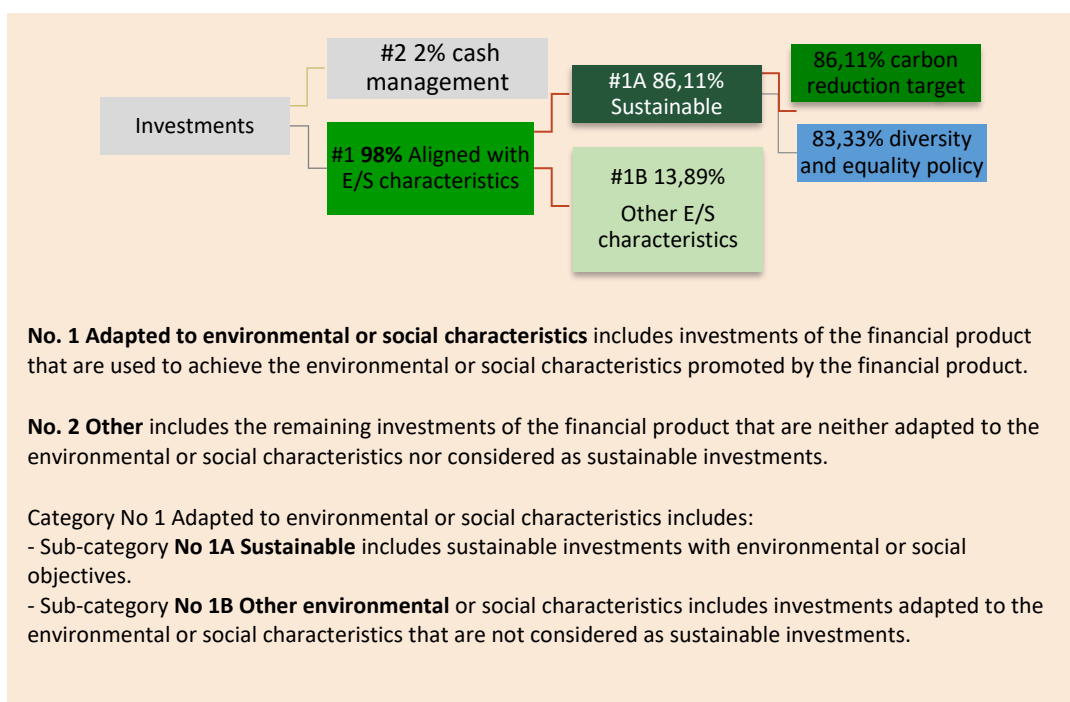 #2 2% cash
management
Investments
#1 98% Aligned with
E/S characteristics
#1A 86,11%
Sustainable
#1B 13,89%
Other E/S
characteristics
86,11% carbon
reduction target
83,33% diversity
and equality policy
No. 1 Adapted to environmental or social characteristics includes investments of the financial product
that are used to achieve the environmental or social characteristics promoted by the financial product.
No. 2 Other includes the remaining investments of the financial product that are neither adapted to the
environmental or social characteristics nor considered as sustainable investments.
Category No 1 Adapted to environmental or social characteristics includes:
- Sub-category No 1A Sustainable includes sustainable investments with environmental or social
objectives.
- Sub-category No 1B Other environmental or social characteristics includes investments adapted to the
environmental or social characteristics that are not considered as sustainable investments.